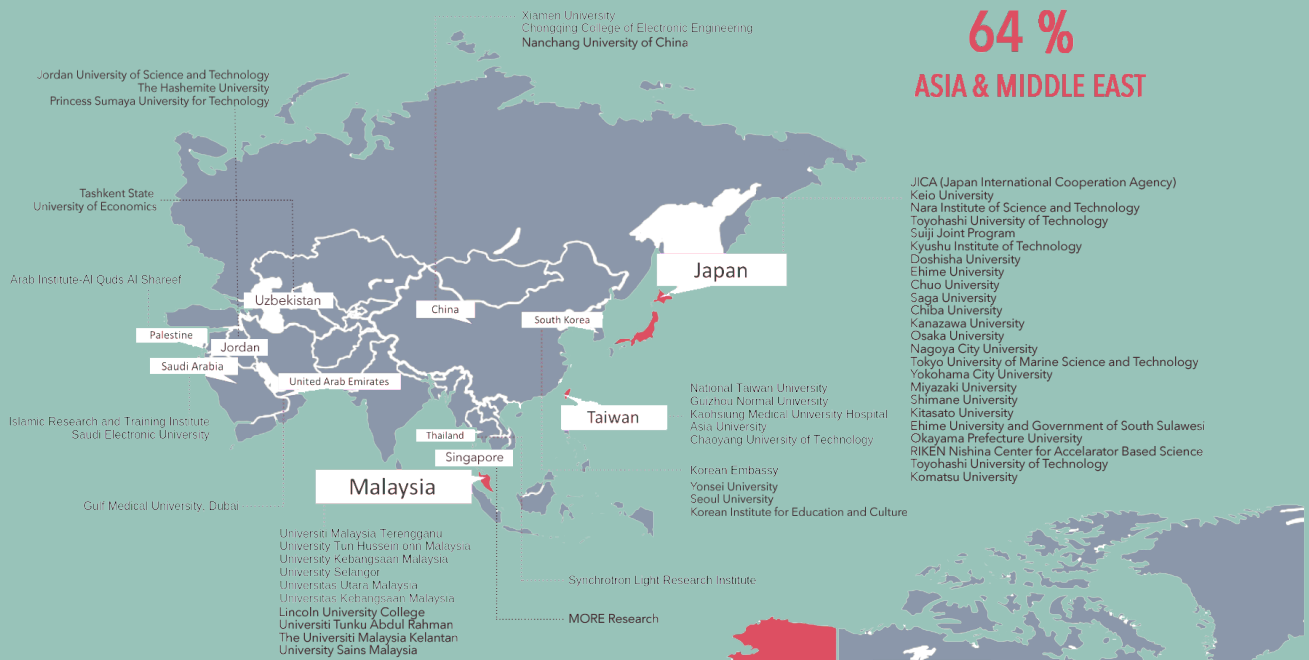 Xiamen University
Chongqing College of Electronic Engineering
Nanchang University of China
64 %
ASIA & MIDDLE EAST
Jordan University of Science and Technology
The Hashemite University
Princess Sumaya University for Technology
Tashkent State
University of Economics
Arab Institute-Al Quds Al Shareef
Uzbekistan
China
Japan
South Korea
Palestine
Jordan
Saudi Arabia
United Arab Emirates
Taiwan
Thailand
Singapore
Malaysia
JICA (Japan International Cooperation Agency)
Keio University
Nara Institute of Science and Technology
Toyohashi University of Technology
Suiji Joint Program
Kyushu Institute of Technology
Doshisha University
Ehime University
Chuo University
Saga University
Chiba University
Kanazawa University
Osaka University
Nagoya City University
Tokyo University of Marine Science and Technology
Yokohama City University
Miyazaki University
Shimane University
Kitasato University
Ehime University and Government of South Sulawesi
Okayama Prefecture University
RIKEN Nishina Center for Accelarator Based Science
Toyohashi University of Technology
Komatsu University
National Taiwan University
Guizhou Normal University
Kaohsiung Medical University Hospital
Asia University
Chaoyang University of Technology
Korean Embassy
Yonsei University
Seoul University
Korean Institute for Education and Culture
Islamic Research and Training Institute
Saudi Electronic University
Gulf Medical University, Dubai
Universiti Malaysia Terengganu
University Tun Hussein onn Malaysia
University Kebangsaan Malaysia
University Selangor
Universitas Utara Malaysia
Universitas Kebangsaan Malaysia
Lincoln University College
Universiti Tunku Abdul Rahman
The Universiti Malaysia Kelantan
University Sains Malaysia
Synchrotron Light Research Institute
MORE Research